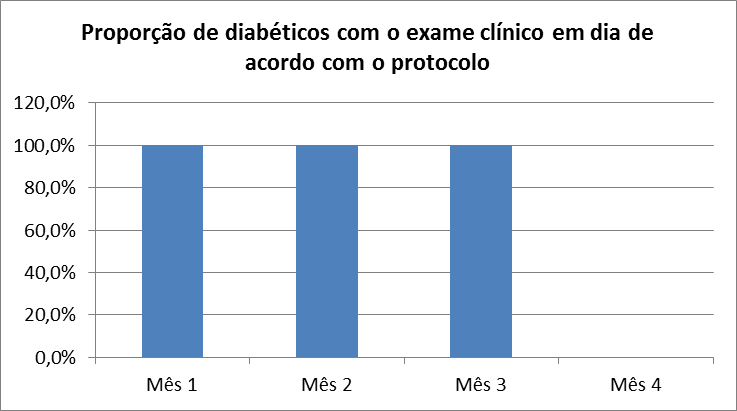 Proporção de diabéticos com o exame clínico em dia de
acordo com o protocolo
120,0%
100,0%
80,0%
60,0%
40,0%
20,0%
0,0%
Mês 1 Mês 2 Mês 3 Mês 4